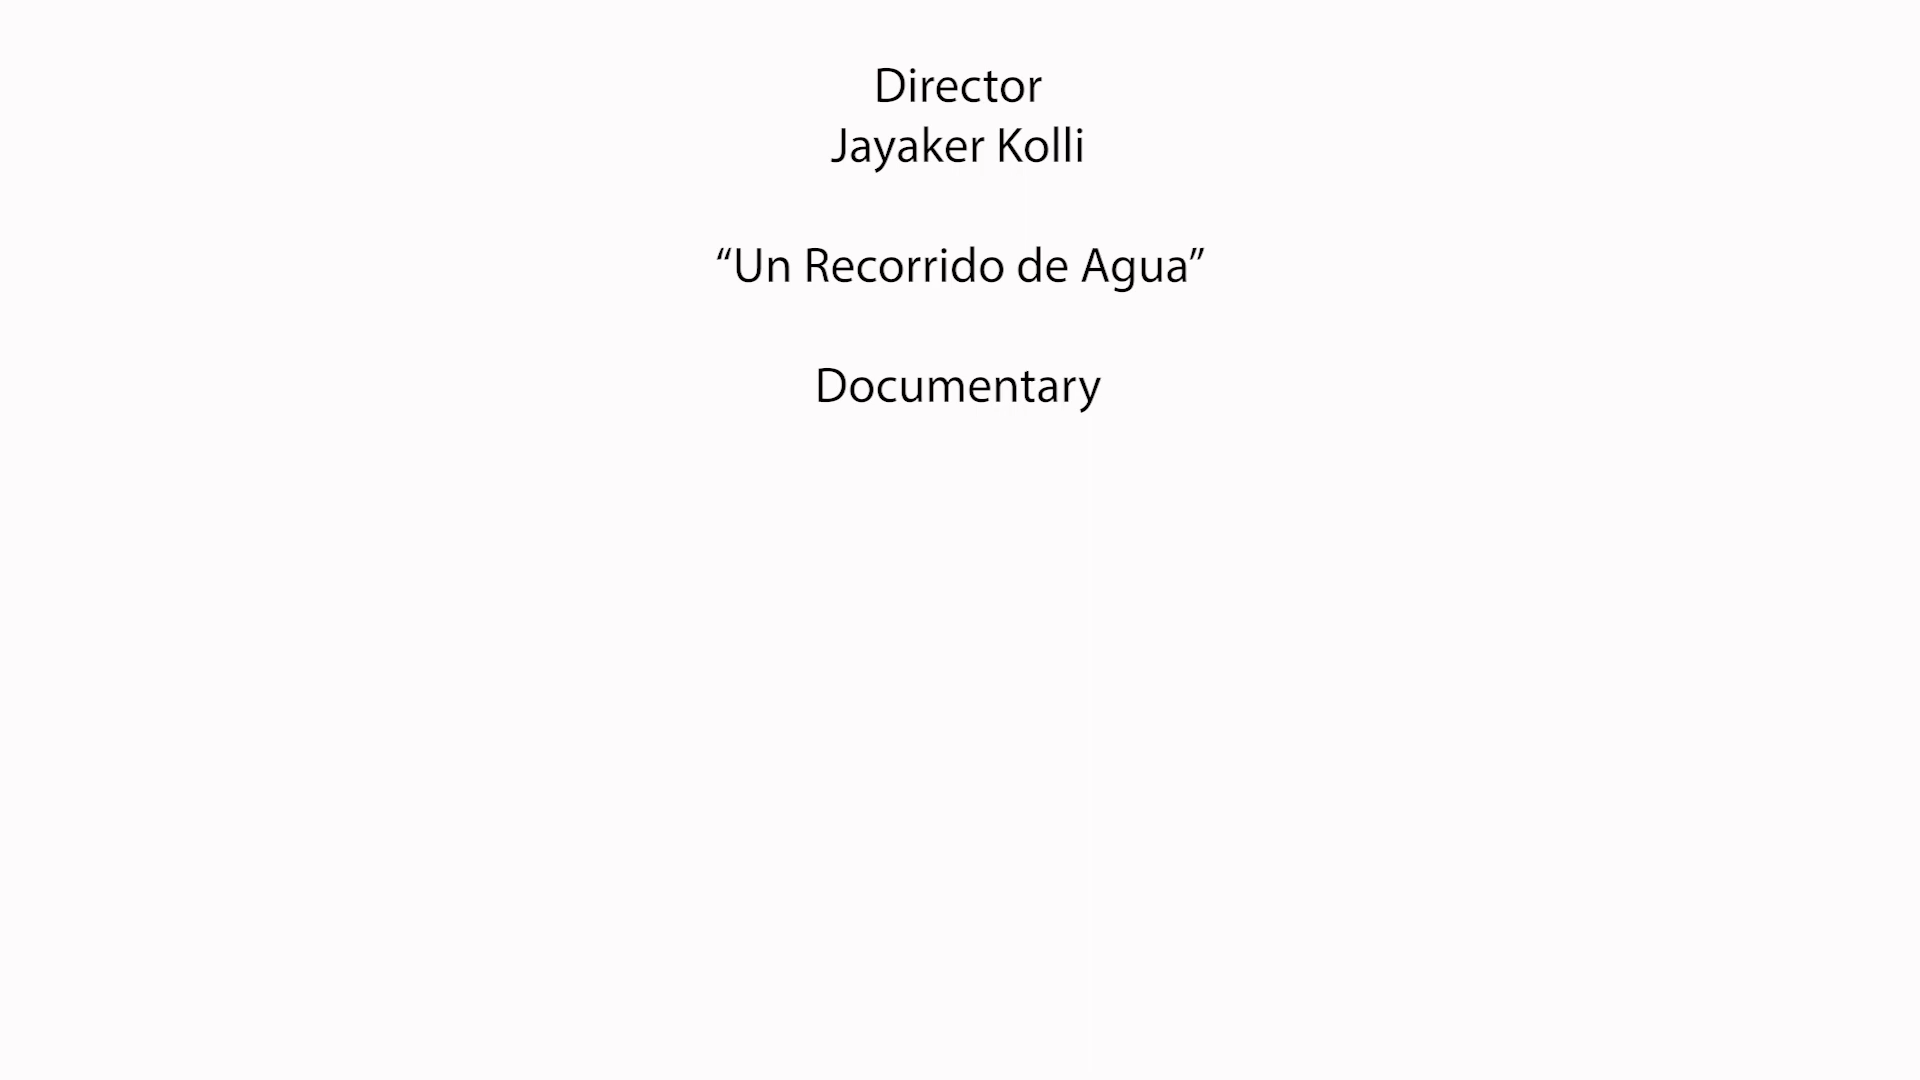 Director
Jayaker Kolli
“Un Recorrido de Agua”
Documentary